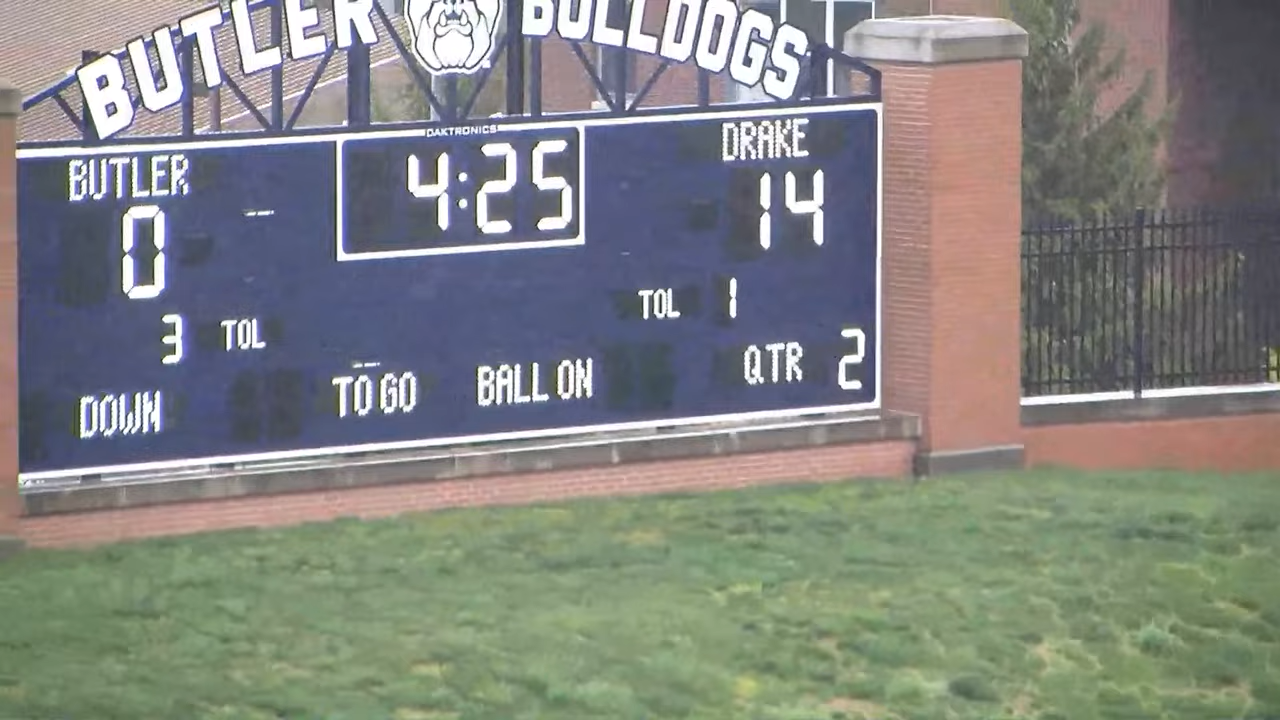 BUTLER BULLDOGS
DAKTRONICS
BUTLER 4:25 DRAKE
0 14
3 TOL TOL 1
DOWN TO GO BALL ON QTR 2